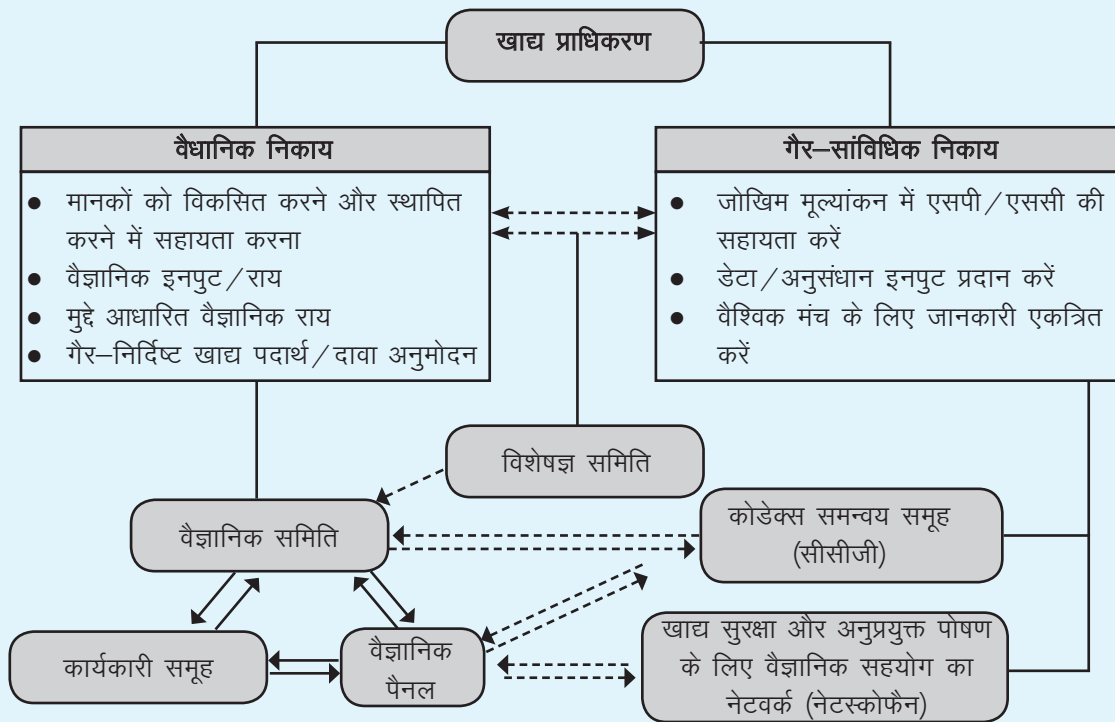 खाद्य प्राधिकरण
वैधानिक निकाय
● मानकों को विकसित करने और स्थापित
करने में सहायता करना
● वैज्ञानिक इनपुट/राय
● मुद्दे आधारित वैज्ञानिक राय
● गैर–निर्दिष्ट खाद्य पदार्थ/दावा अनुमोदन
गैर–सांविधिक निकाय
● जोखिम मूल्यांकन में एसपी/एससी की
सहायता करें
● डेटा/अनुसंधान इनपुट प्रदान करें
● वैश्विक मंच के लिए जानकारी एकत्रित
करें
विशेषज्ञ समिति
वैज्ञानिक समिति
कोडेक्स समन्वय समूह
(सीसीजी)
कार्यकारी समूह
वैज्ञानिक
पैनल
खाद्य सुरक्षा और अनुप्रयुक्त पोषण
के लिए वैज्ञानिक सहयोग का
नेटवर्क (नेटस्कोफैन)